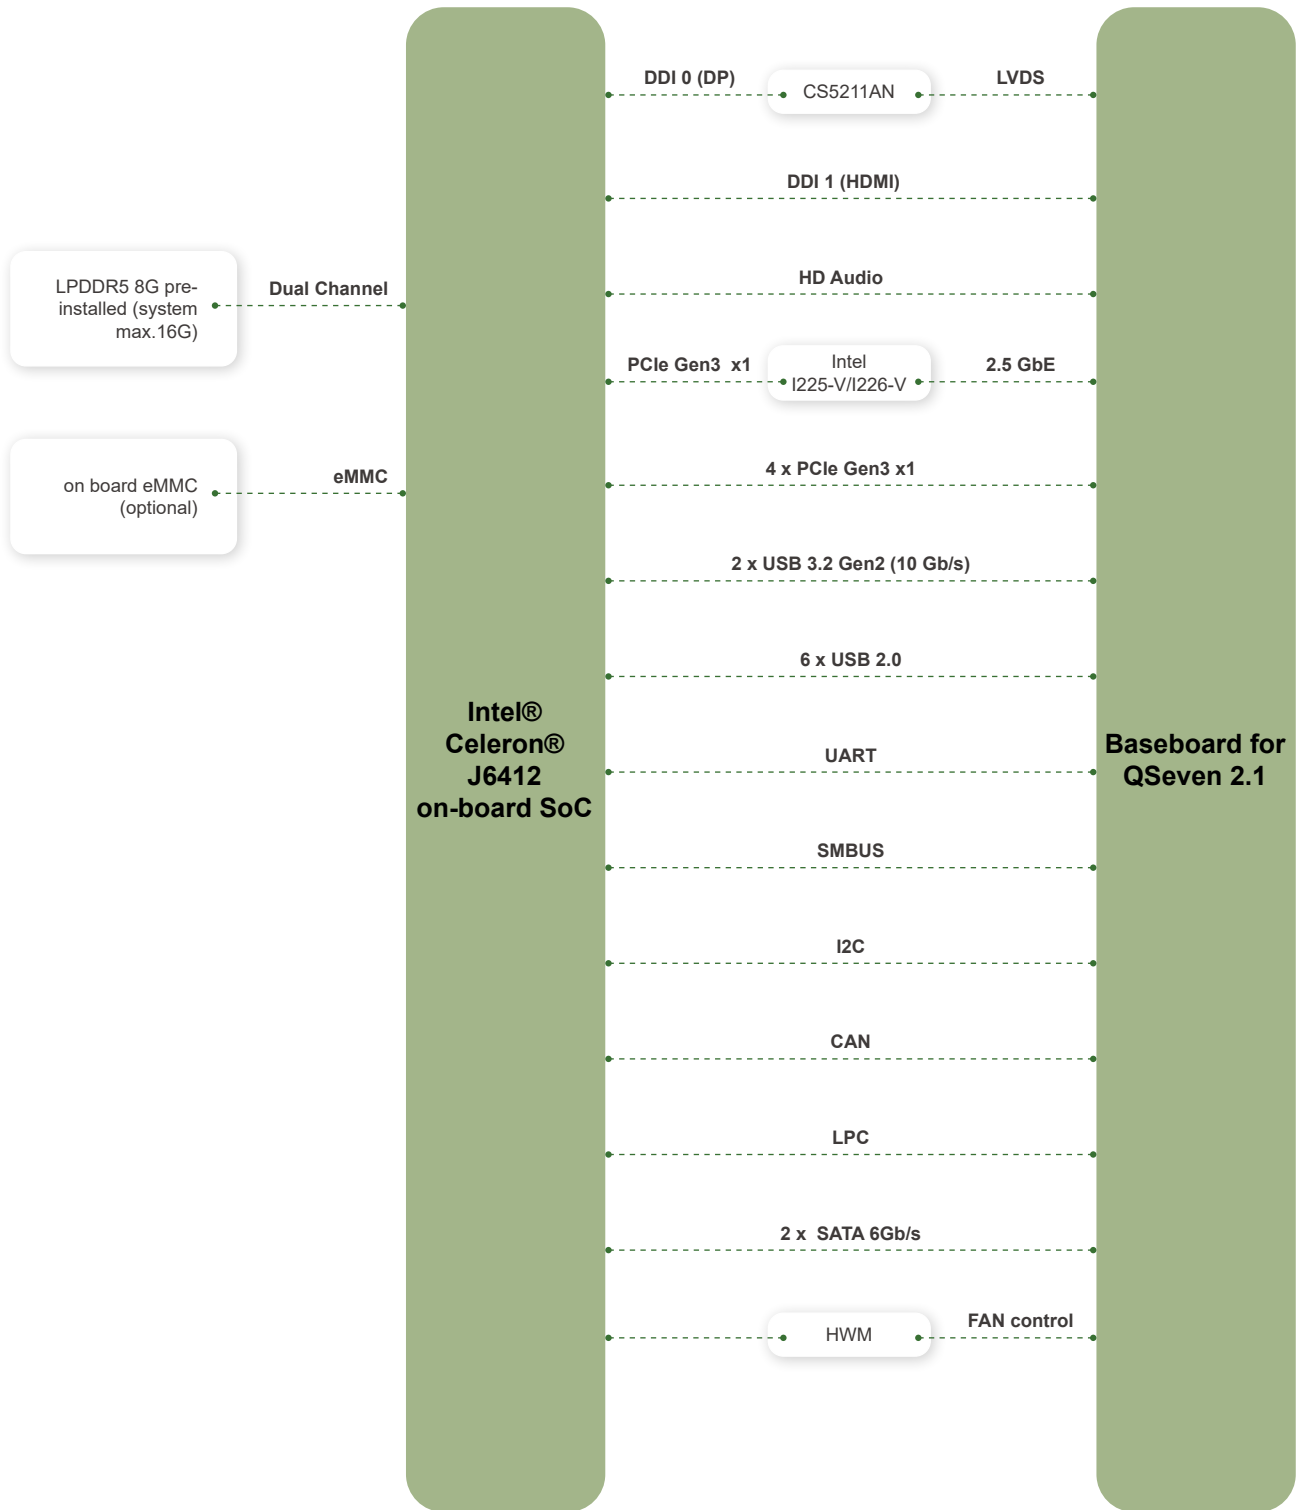 DDI 0 (DP)
CS5211AN
LVDS
DDI 1 (HDMI)
LPDDR5 8G pre-
installed (system
max.16G)
Dual Channel
HD Audio
PCIe Gen3  x1
Intel
I225-V/I226-V
2.5 GbE
on board eMMC
(optional)
eMMC
4 x PCIe Gen3 x1
2 x USB 3.2 Gen2 (10 Gb/s)
6 x USB 2.0
Intel®
Celeron®
J6412
on-board SoC
UART
Baseboard for
QSeven 2.1
SMBUS
I2C
CAN
LPC
2 x  SATA 6Gb/s
HWM
FAN control